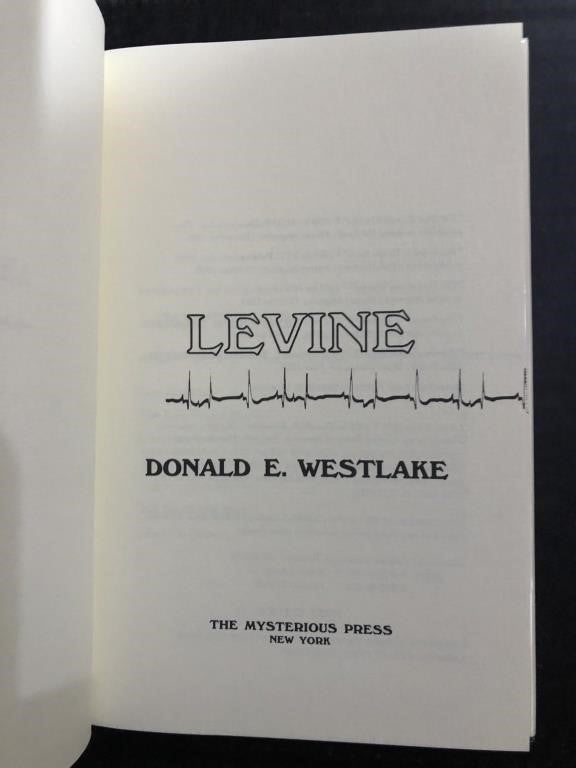 LEVINE
DONALD E. WESTLAKE
THE MYSTERIOUS PRESS
NEW YORK